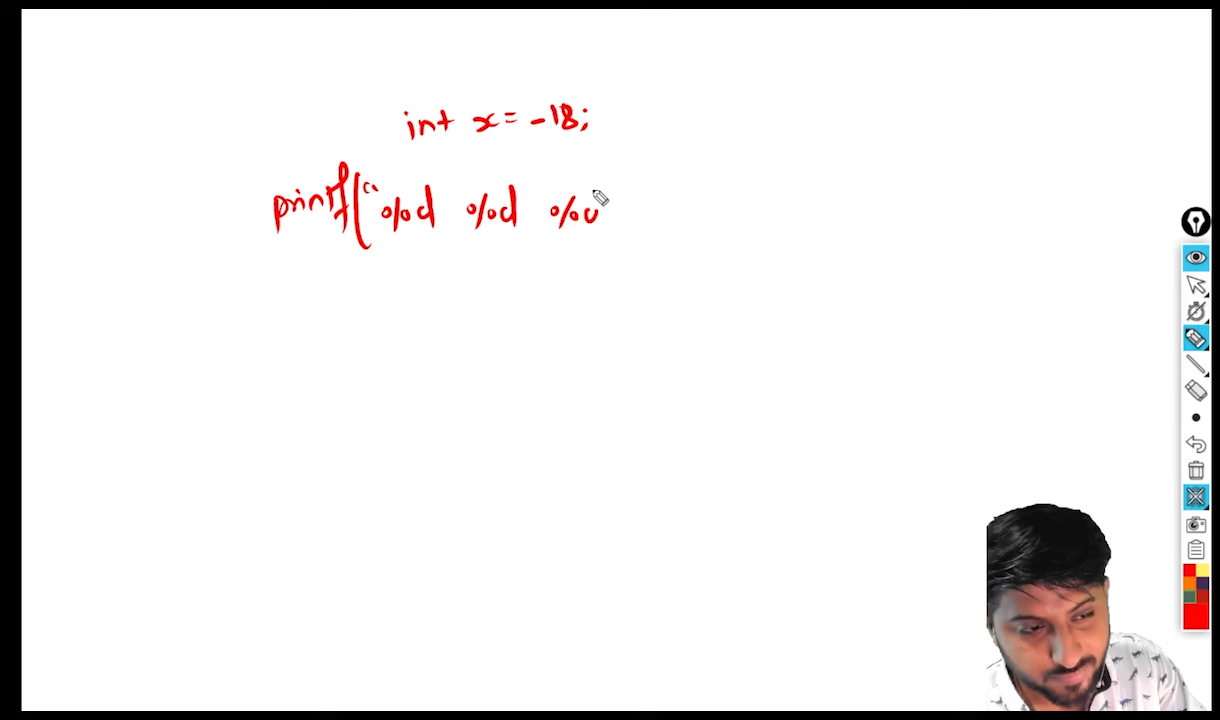 int x = -18;
printf(" %d %d %d